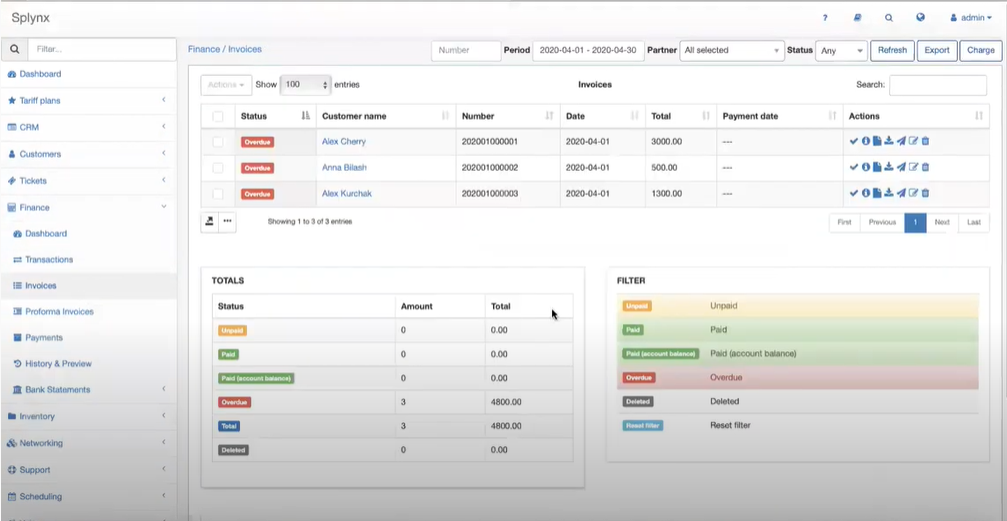 Splynx
?
admin
Filter...
Finance / Invoices
Number
Period
2020-04-01 - 2020-04-30
Partner
All selected
Status
Any
Refresh
Export
Charge
Dashboard
Tariff plans
CRM
Customers
Tickets
Finance
Dashboard
Transactions
Invoices
Proforma Invoices
Payments
History & Preview
Bank Statements
Inventory
Networking
Support
Scheduling
Actions
Show 100 entries
Invoices
Search:
Status Customer name Number Date Total Payment date Actions
Overdue Alex Cherry 202001000001 2020-04-01 3000.00 ---
Overdue Anna Bilash 202001000002 2020-04-01 500.00 ---
Overdue Alex Kurchak 202001000003 2020-04-01 1300.00 ---
Showing 1 to 3 of 3 entries
First Previous 1 Next Last
TOTALS
Status Amount Total
Unpaid 0 0.00
Paid 0 0.00
Paid (account balance) 0 0.00
Overdue 3 4800.00
Total 3 4800.00
Deleted 0 0.00
FILTER
Unpaid Unpaid
Paid Paid
Paid (account balance) Paid (account balance)
Overdue Overdue
Deleted Deleted
Reset filter Reset filter